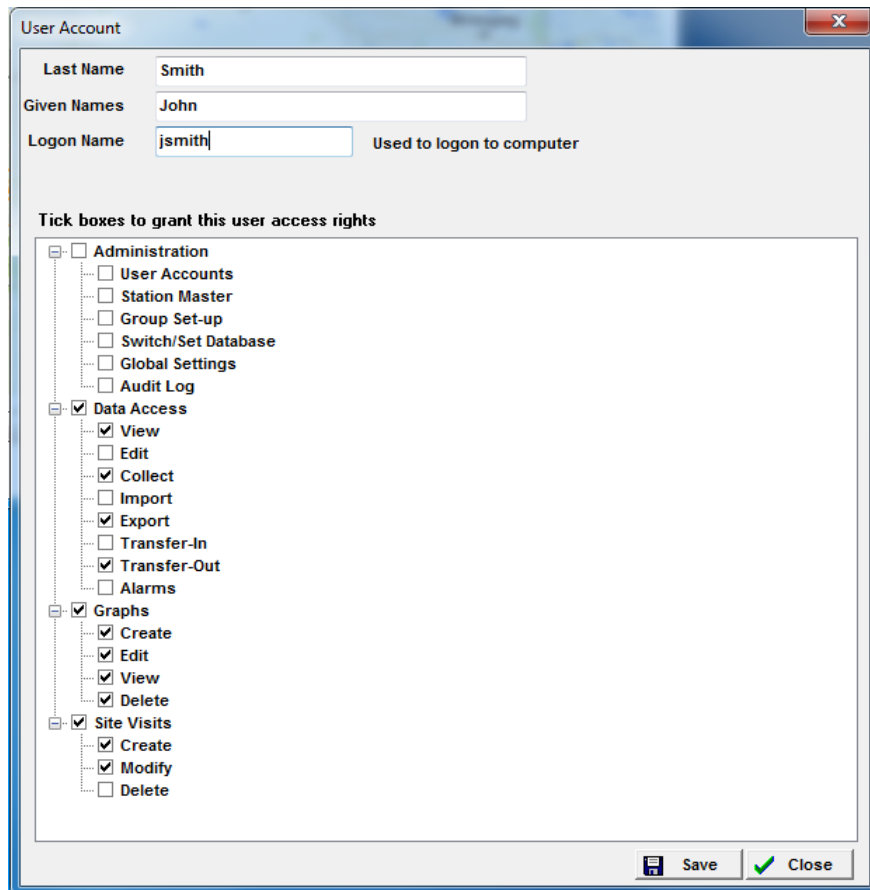 User Account
Last Name Smith
Given Names John
Logon Name jsmith Used to logon to computer
Tick boxes to grant this user access rights
Administration
User Accounts
Station Master
Group Set-up
Switch/Set Database
Global Settings
Audit Log
Data Access
View
Edit
Collect
Import
Export
Transfer-In
Transfer-Out
Alarms
Graphs
Create
Edit
View
Delete
Site Visits
Create
Modify
Delete
Save Close